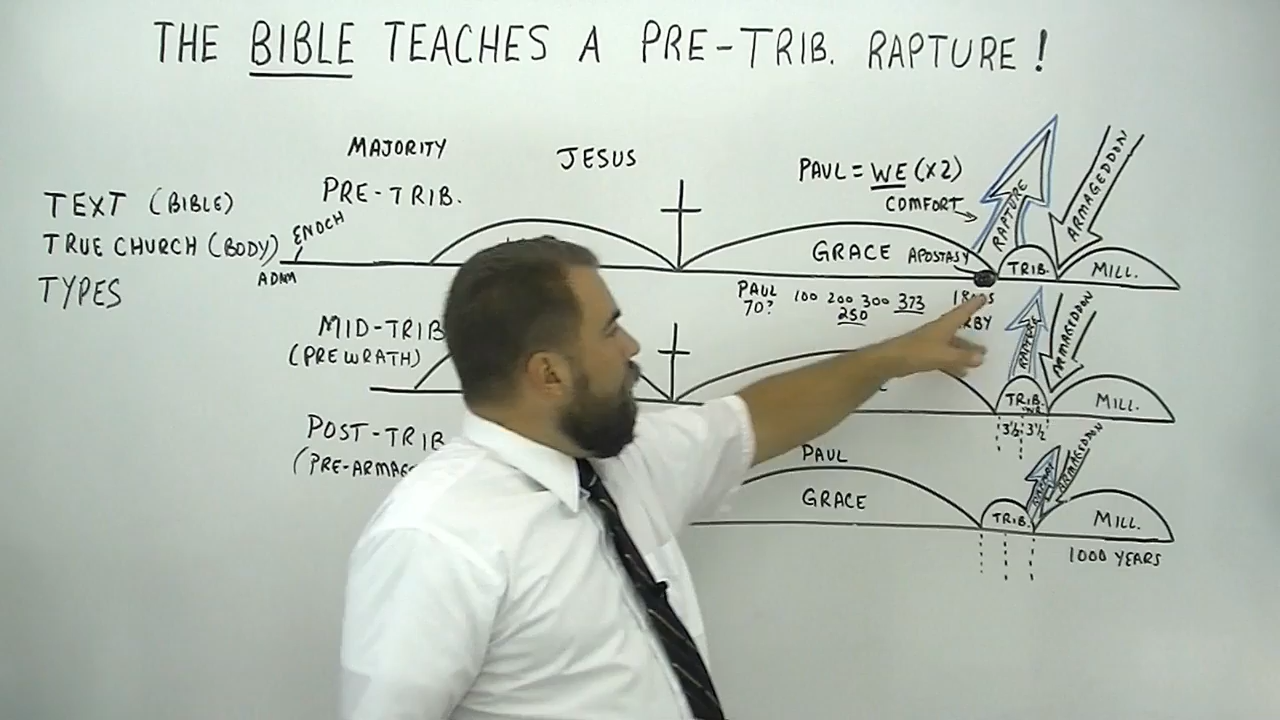 THE BIBLE TEACHES A PRE-TRIB. RAPTURE!
MAJORITY
JESUS
PAUL = WE (X2)
COMFORT
TEXT (BIBLE)
TRUE CHURCH (BODY)
TYPES
PRE-TRIB.
ENOCH
ADAM
GRACE
APOSTASY
RAPTURE
ARMAGEDDON
TRIB.
MILL.
PAUL
70?
100 200 300 373
250
MID-TRIB
(PREWRATH)
RAPTURE
ARMAGEDDON
TRIB.
MILL.
3½ 3½
POST-TRIB
PAUL
GRACE
ARMAGEDDON
TRIB.
MILL.
1000 YEARS